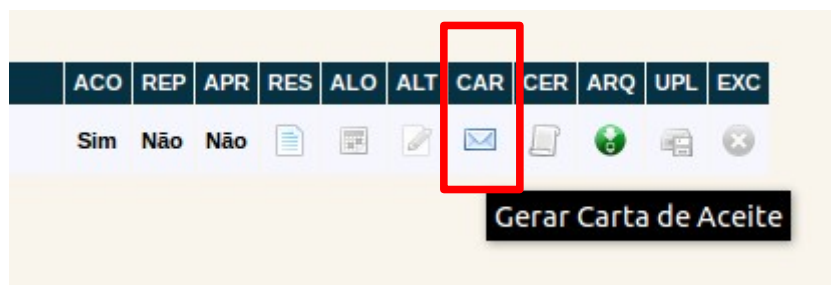 ACO REP APR RES ALO ALT CAR CER ARQ UPL EXC
Sim Não Não
Gerar Carta de Aceite